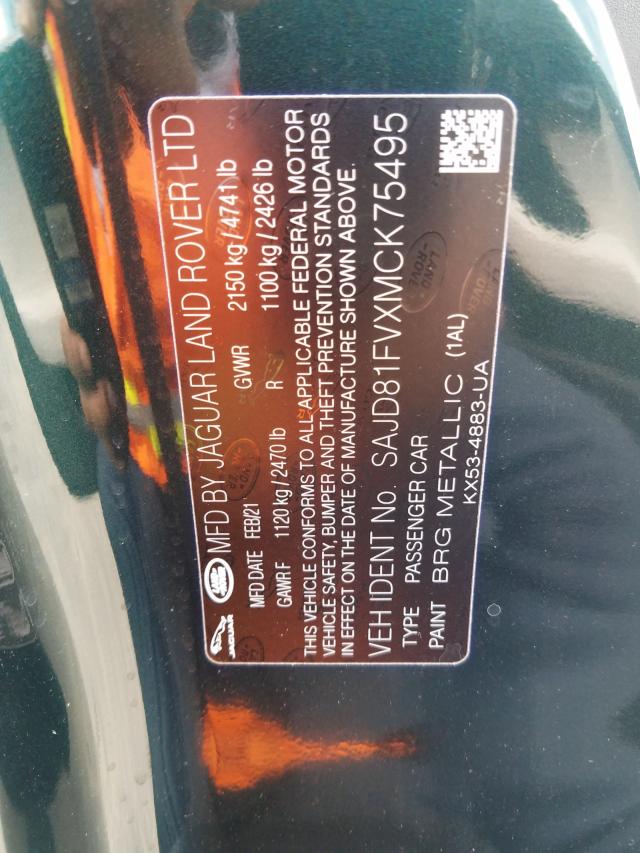 JAGUAR LAND ROVER MFD BY JAGUAR LAND ROVER LTD
MFD DATE FEB/21 GVWR 2150 kg / 4741 lb
GAWR F 1120 kg / 2470 lb R 1100 kg / 2426 lb
THIS VEHICLE CONFORMS TO ALL APPLICABLE FEDERAL MOTOR
VEHICLE SAFETY, BUMPER AND THEFT PREVENTION STANDARDS
IN EFFECT ON THE DATE OF MANUFACTURE SHOWN ABOVE.
VEH IDENT No. SAJD81FVXMCK75495
TYPE PASSENGER CAR
PAINT BRG METALLIC (1AL)
KX53-4883-UA